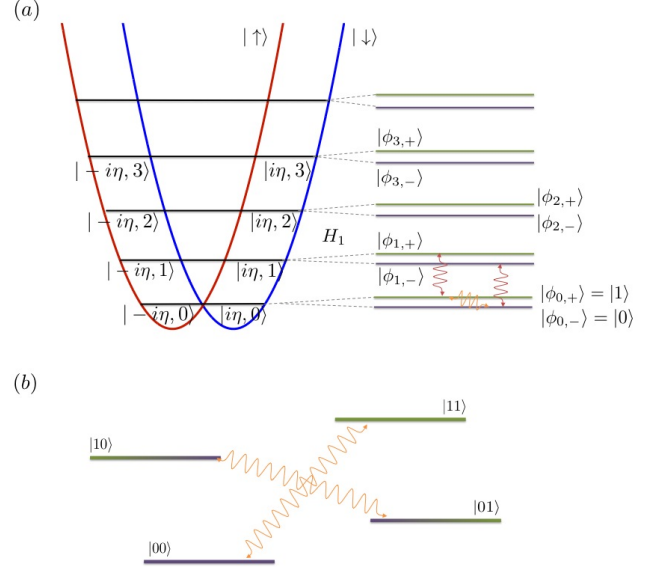 (a)
|↑⟩ |↓⟩
|ϕ3,+⟩
|−iη, 3⟩ |iη, 3⟩ |ϕ3,−⟩
|ϕ2,+⟩
|−iη, 2⟩ |iη, 2⟩ |ϕ2,−⟩
H1 |ϕ1,+⟩
|−iη, 1⟩ |iη, 1⟩ |ϕ1,−⟩
|ϕ0,+⟩ = |1⟩
|−iη, 0⟩ |iη, 0⟩ |ϕ0,−⟩ = |0⟩
(b)
|11⟩
|10⟩
|01⟩
|00⟩